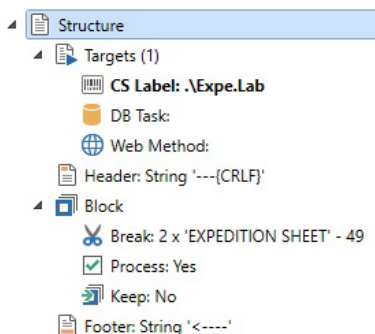 Structure
Targets (1)
CS Label: .\Expe.Lab
DB Task:
Web Method:
Header: String '---{CRLF}'
Block
Break: 2 x 'EXPEDITION SHEET' - 49
Process: Yes
Keep: No
Footer: String '<----'